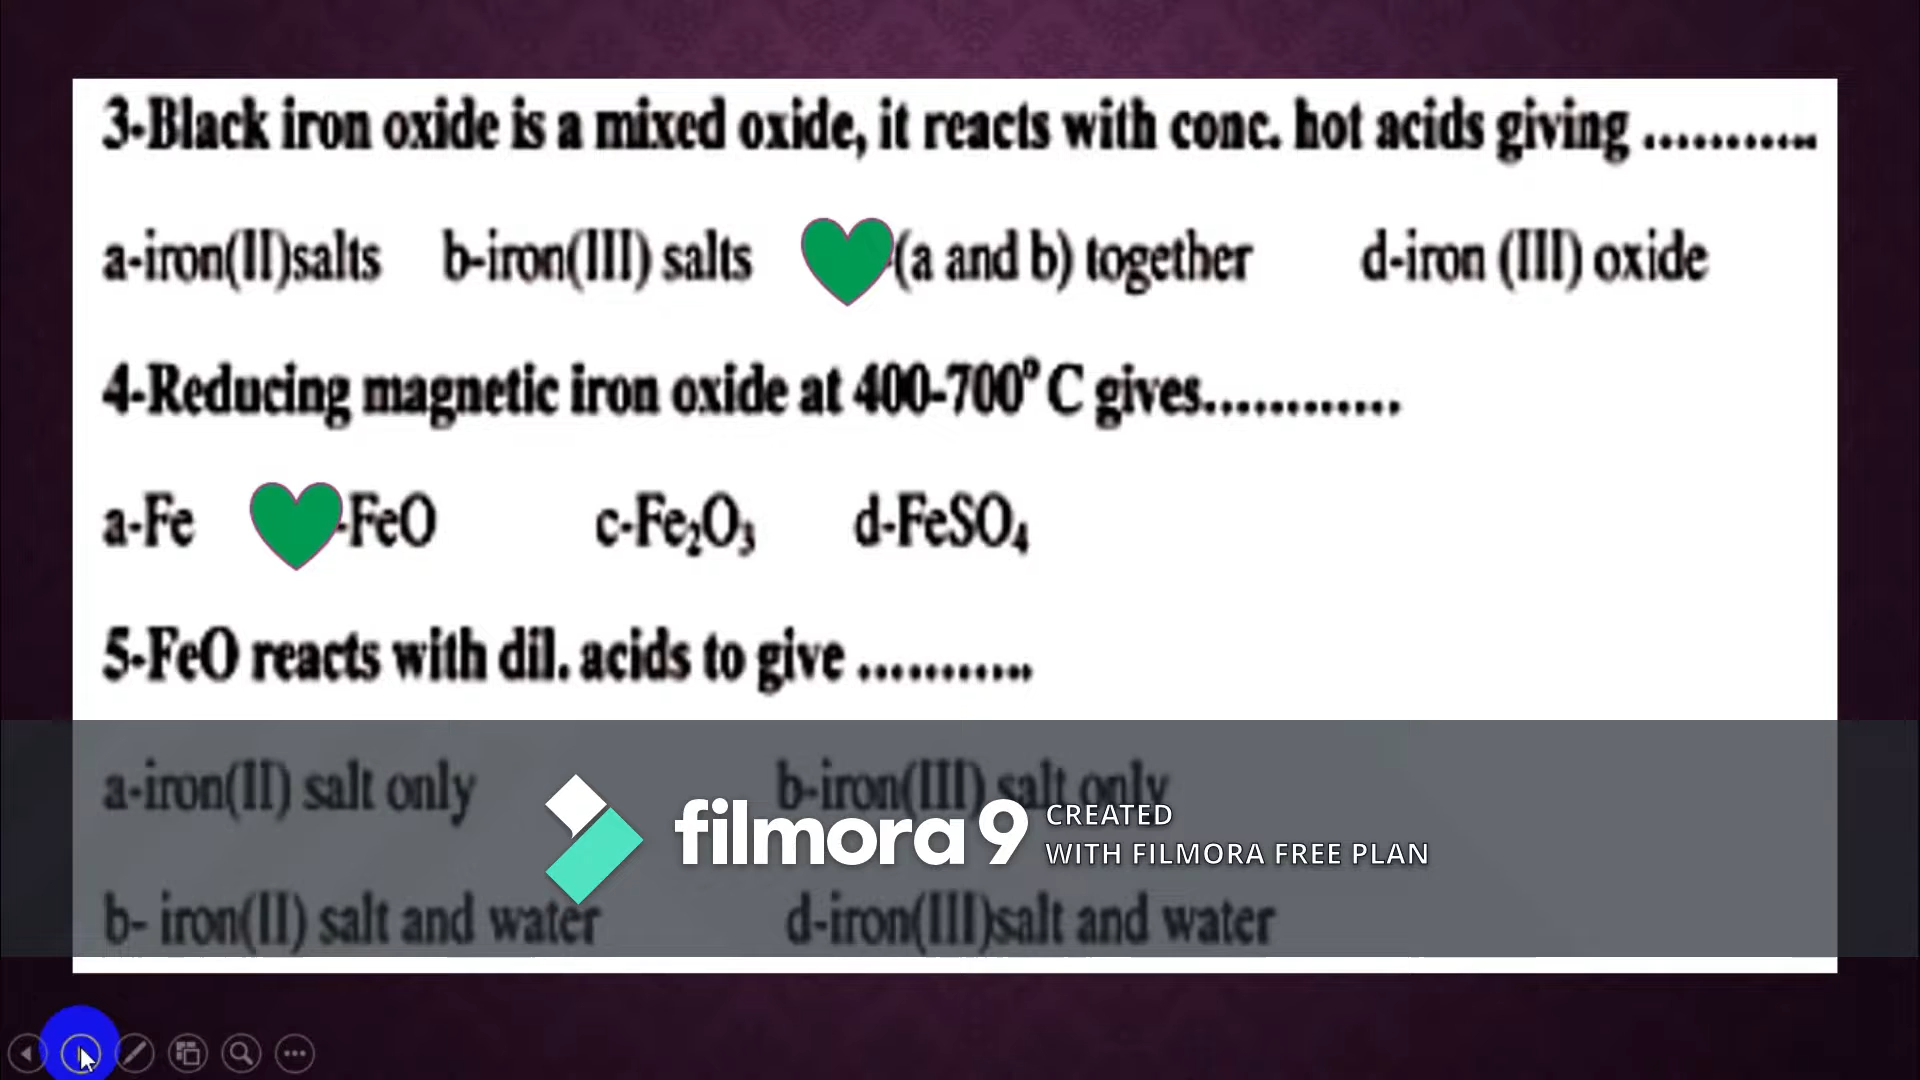 3-Black iron oxide is a mixed oxide, it reacts with conc. hot acids giving ...........
a-iron(II)salts b-iron(III) salts (a and b) together d-iron (III) oxide
4-Reducing magnetic iron oxide at 400-700⁰ C gives............
a-Fe -FeO c-Fe₂O₃ d-FeSO₄
5-FeO reacts with dil. acids to give ...........
a-iron(II) salt only b-iron(III) salt only
filmora9 CREATED
WITH FILMORA FREE PLAN
b- iron(II) salt and water d-iron(III)salt and water